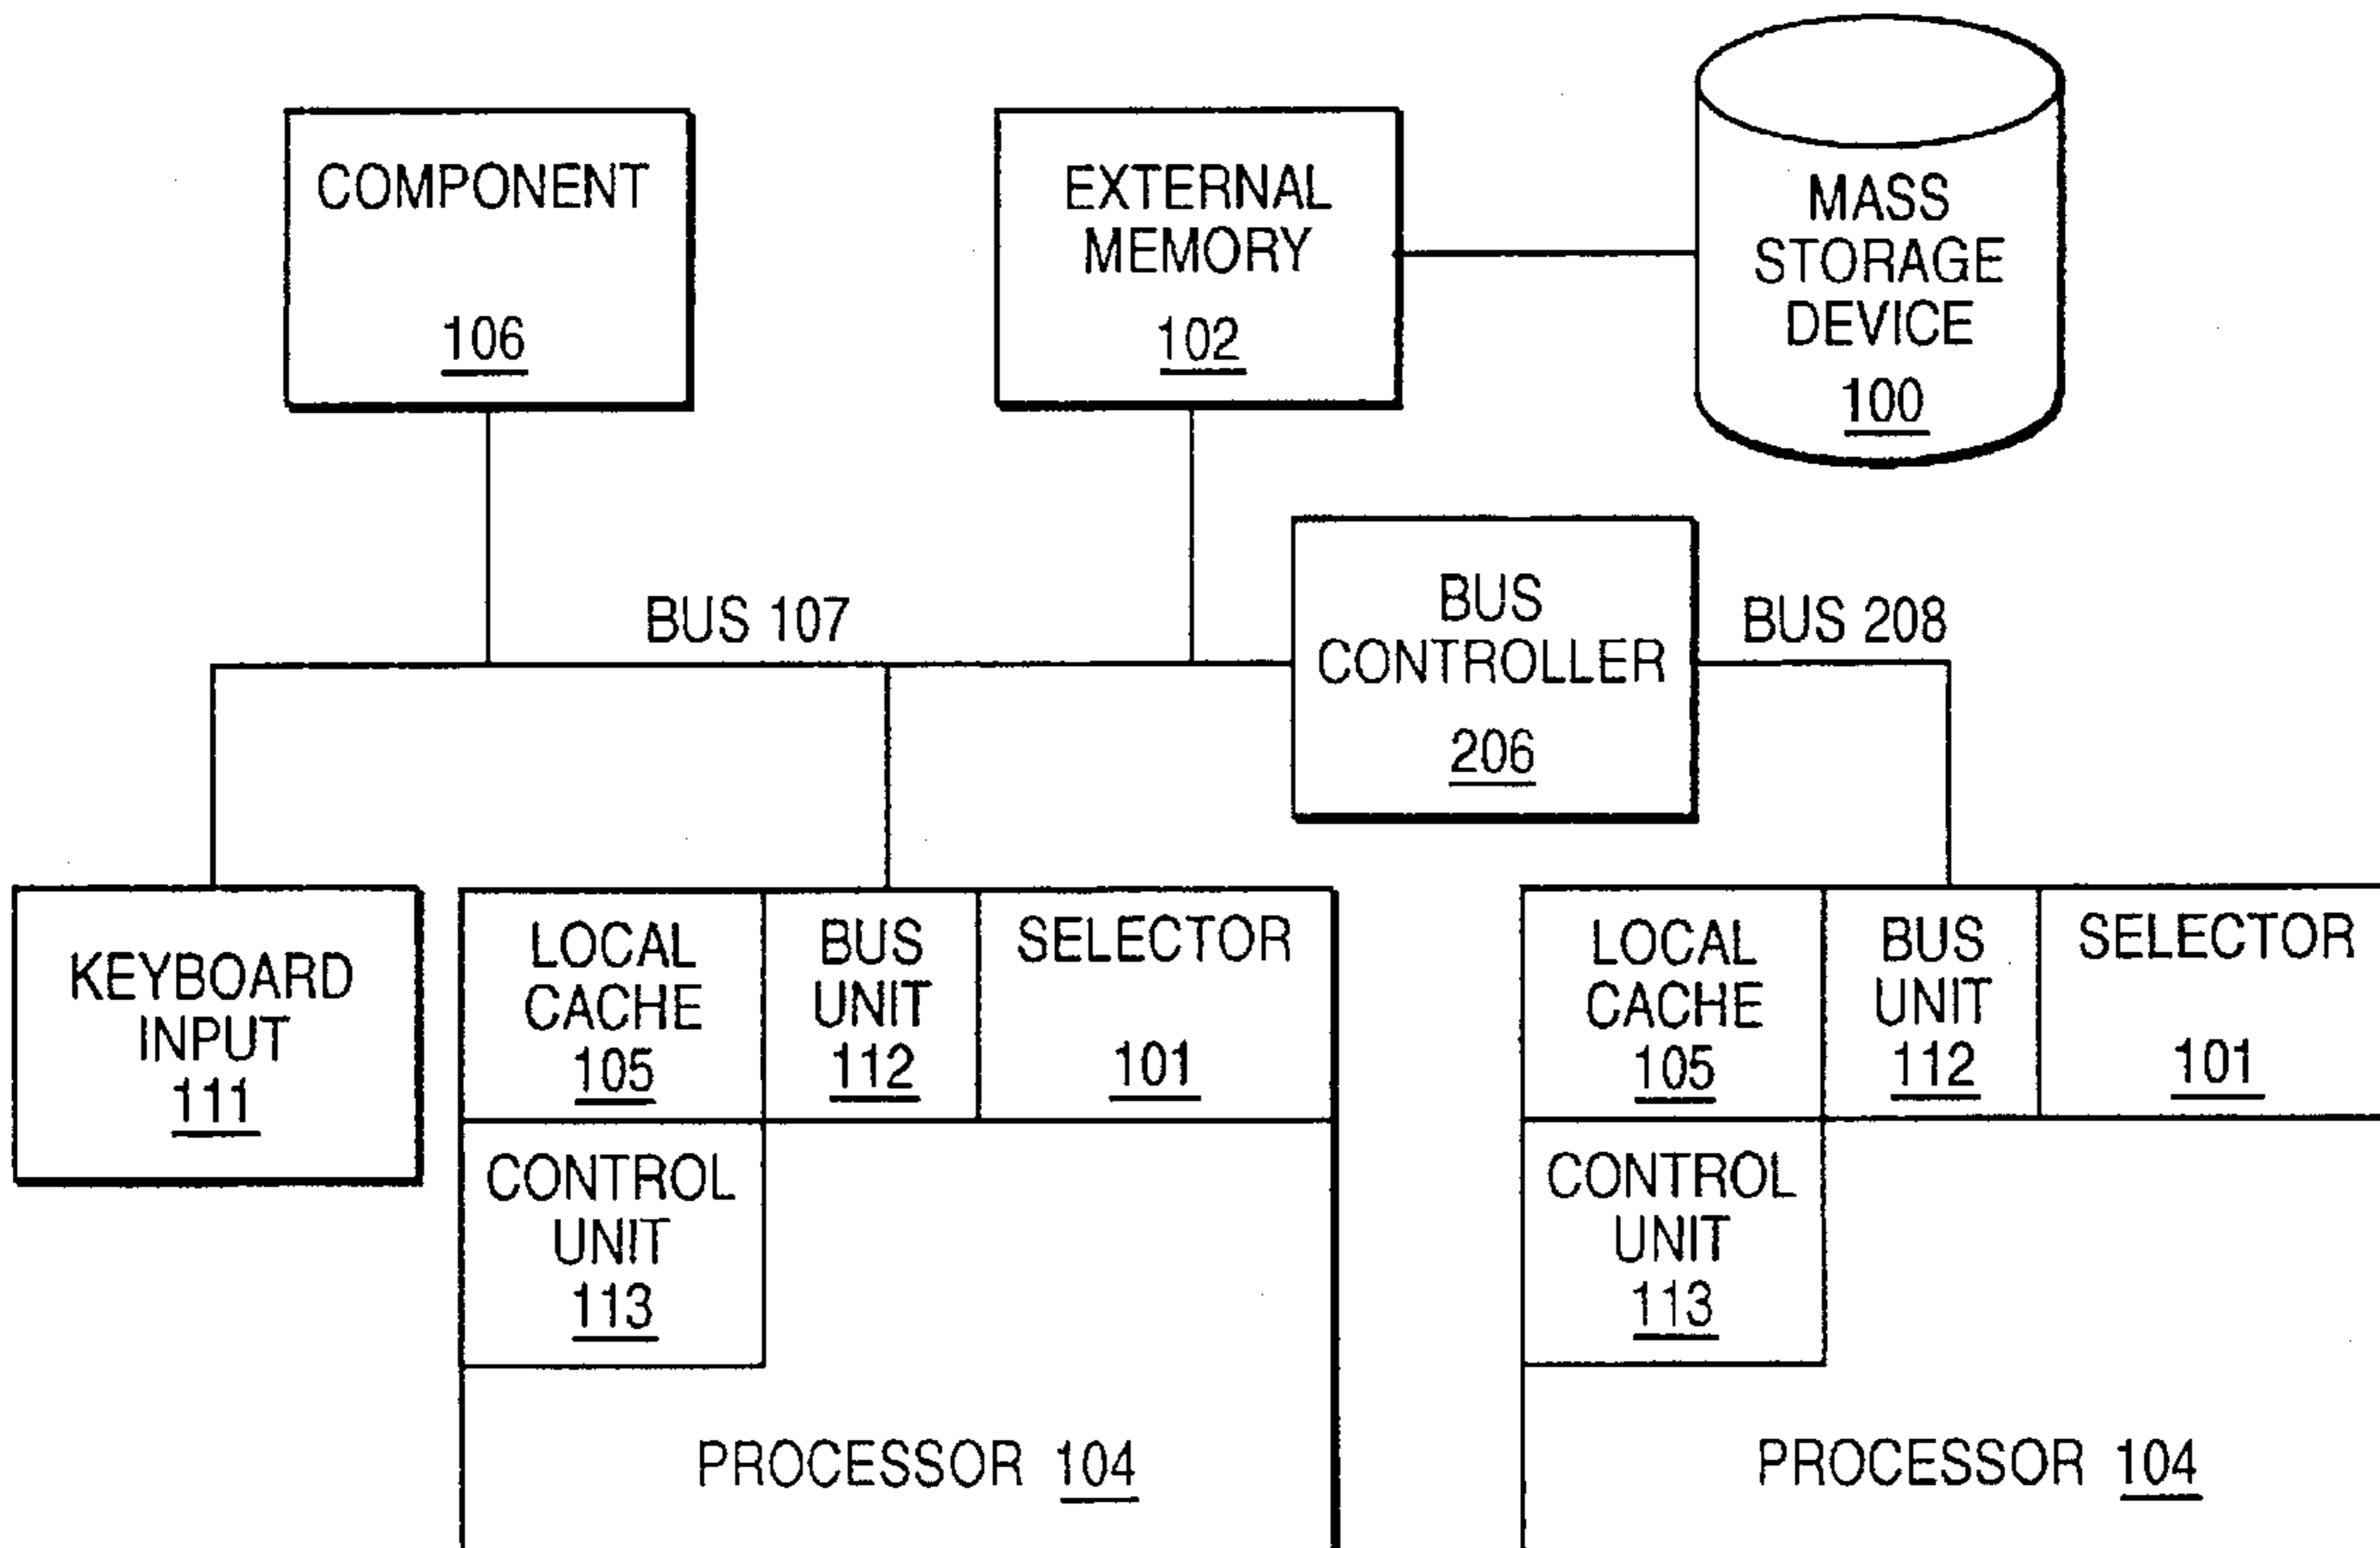 COMPONENT
106
EXTERNAL
MEMORY
102
MASS
STORAGE
DEVICE
100
BUS 107
BUS
CONTROLLER
206
BUS 208
KEYBOARD
INPUT
111
LOCAL
CACHE
105
BUS
UNIT
112
SELECTOR
101
CONTROL
UNIT
113
PROCESSOR 104
LOCAL
CACHE
105
BUS
UNIT
112
SELECTOR
101
CONTROL
UNIT
113
PROCESSOR 104